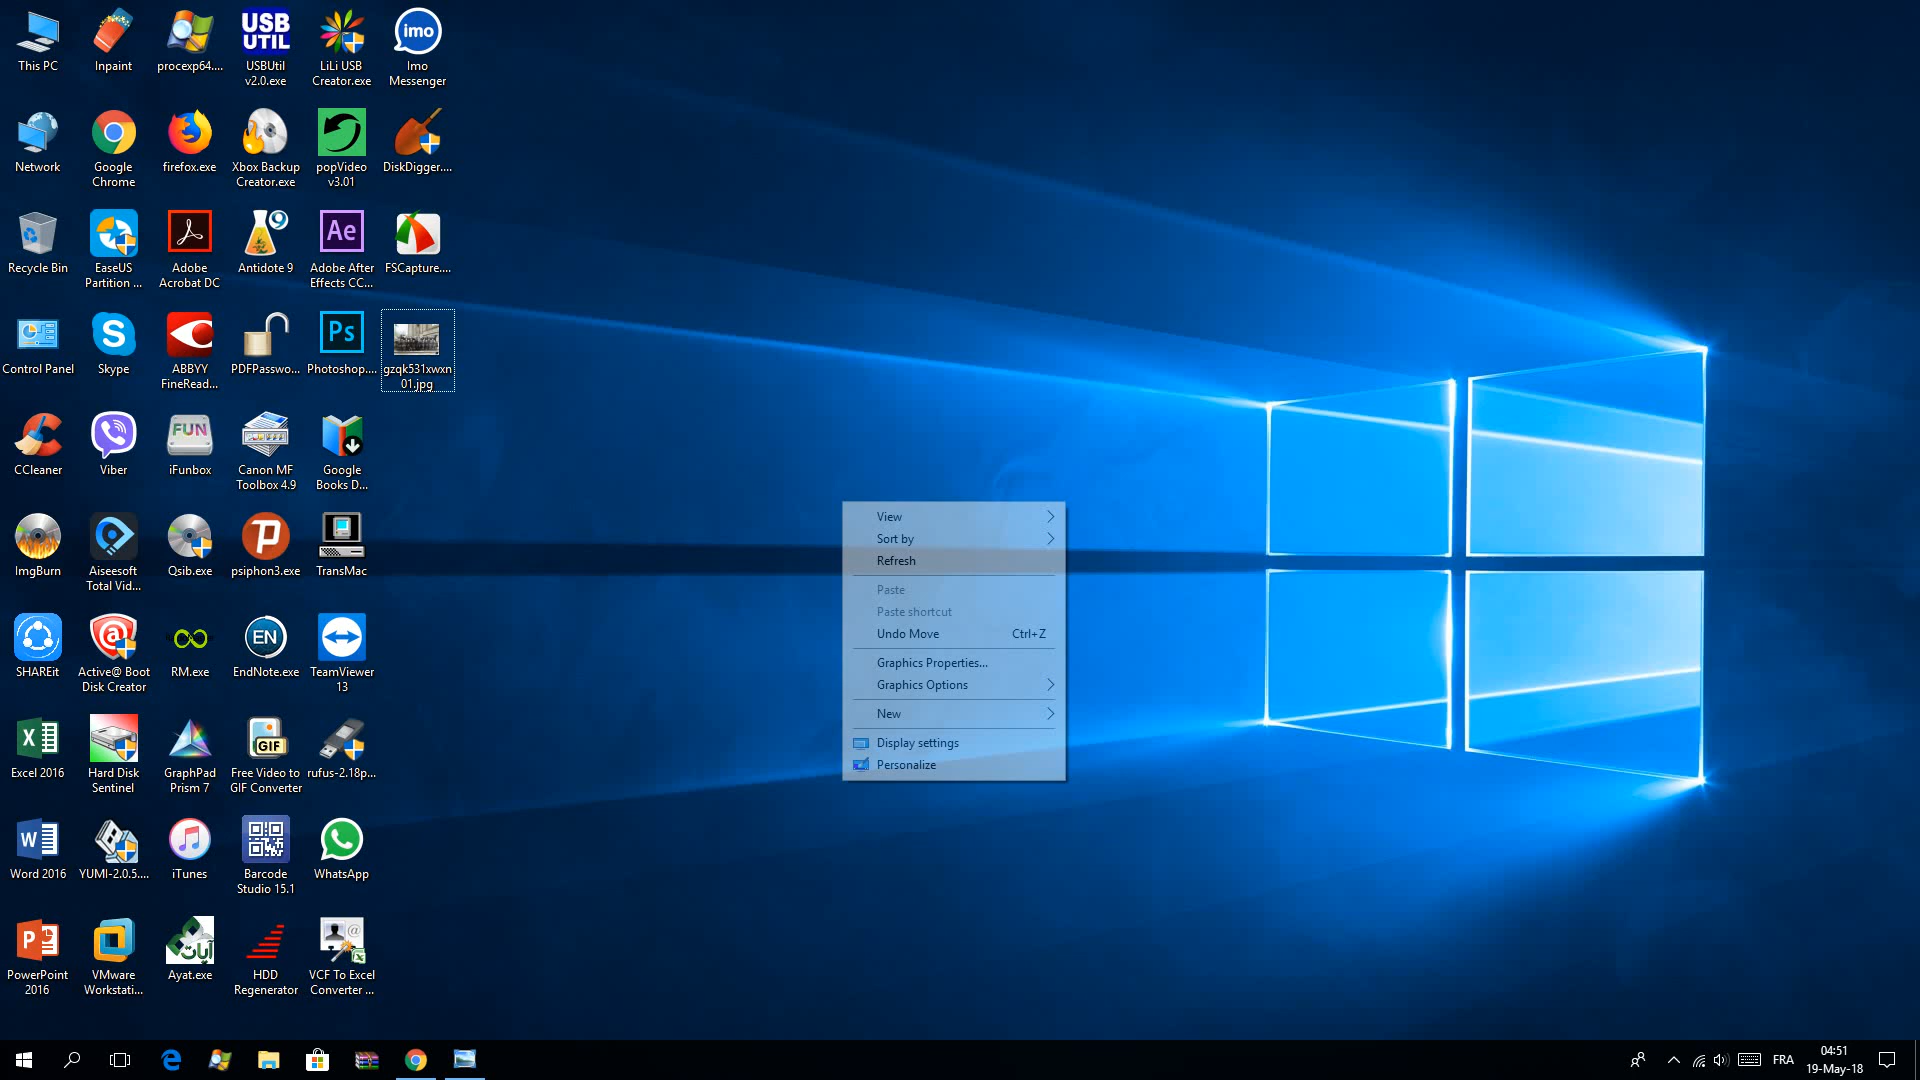 This PC
Inpaint
procexp64....
USB
UTIL
USBUtil
v2.0.exe
LiLi USB
Creator.exe
imo
Imo
Messenger
Network
Google
Chrome
firefox.exe
Xbox Backup
Creator.exe
popVideo
v3.01
DiskDigger....
Recycle Bin
EaseUS
Partition ...
Adobe
Acrobat DC
9
Antidote 9
Ae
Adobe After
Effects CC...
FSCapture....
Control Panel
S
Skype
ABBYY
FineRead...
PDFPasswo...
Ps
Photoshop....
gzqk531xwxn
01.jpg
CCleaner
Viber
FUN
iFunbox
Canon MF
Toolbox 4.9
Google
Books D...
ImgBurn
Aiseesoft
Total Vid...
Qsib.exe
P
psiphon3.exe
TransMac
SHAREit
@
Active@ Boot
Disk Creator
RM.exe
EN
EndNote.exe
TeamViewer
13
X
Excel 2016
Hard Disk
Sentinel
GraphPad
Prism 7
GIF
Free Video to
GIF Converter
rufus-2.18p...
W
Word 2016
YUMI-2.0.5....
iTunes
Barcode
Studio 15.1
WhatsApp
P
PowerPoint
2016
VMware
Workstati...
آيات
Ayat.exe
HDD
Regenerator
@
VCF To Excel
Converter ...
View
Sort by
Refresh
Paste
Paste shortcut
Undo Move Ctrl+Z
Graphics Properties...
Graphics Options
New
Display settings
Personalize
FRA
04:51
19-May-18